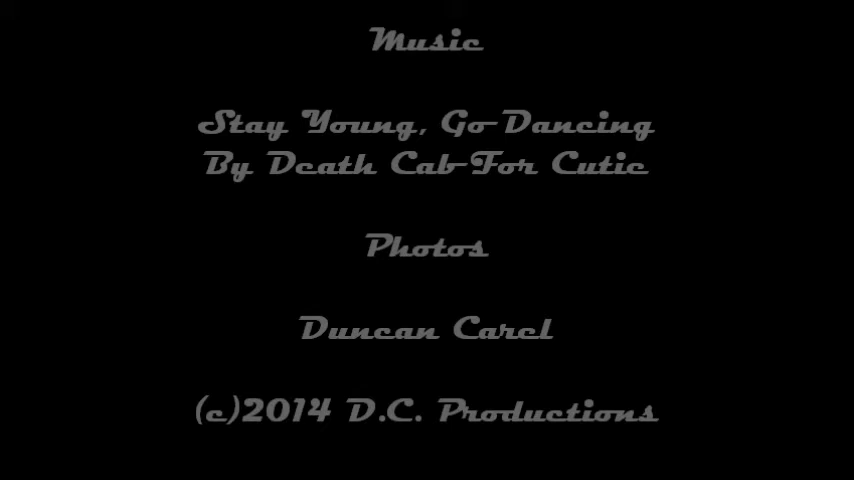 Music
Stay Young, Go Dancing
By Death Cab For Cutie
Photos
Duncan Carel
(c)2014 D.C. Productions